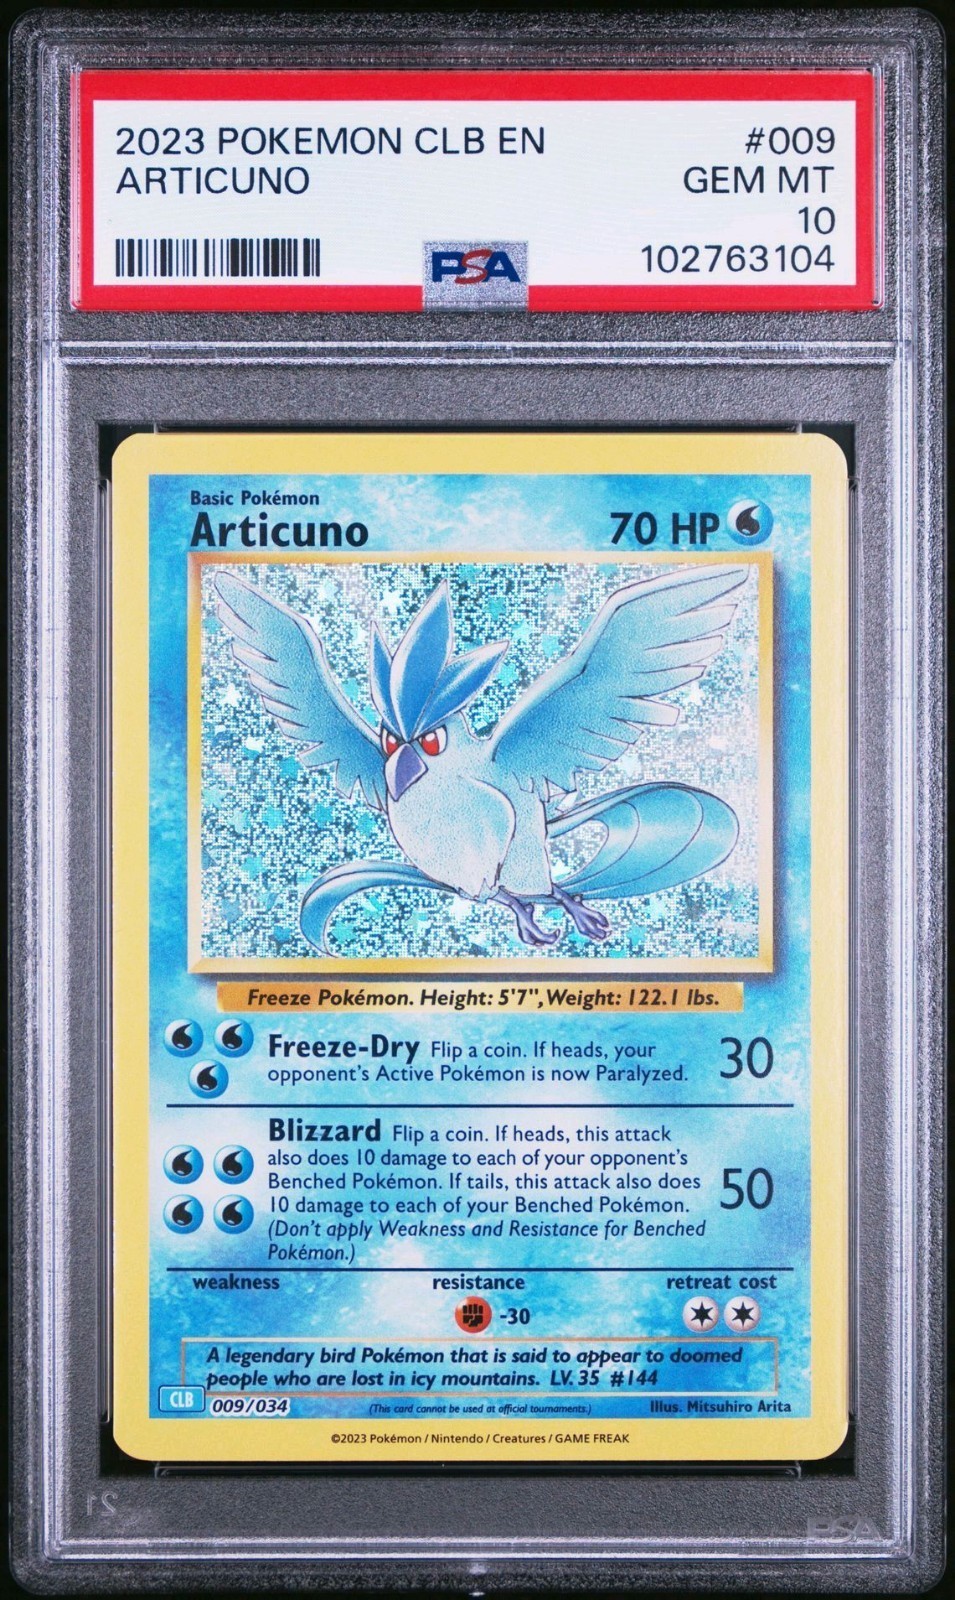 2023 POKEMON CLB EN #009
ARTICUNO GEM MT
10
PSA 102763104
Basic Pokémon
Articuno 70 HP
Freeze Pokémon. Height: 5'7", Weight: 122.1 lbs.
Freeze-Dry Flip a coin. If heads, your
opponent's Active Pokémon is now Paralyzed. 30
Blizzard Flip a coin. If heads, this attack
also does 10 damage to each of your opponent's
Benched Pokémon. If tails, this attack also does
10 damage to each of your Benched Pokémon. 50
(Don't apply Weakness and Resistance for Benched
Pokémon.)
weakness resistance retreat cost
-30
A legendary bird Pokémon that is said to appear to doomed
people who are lost in icy mountains. LV. 35 #144
CLB 009/034 (This card cannot be used at official tournaments.) Illus. Mitsuhiro Arita
©2023 Pokémon / Nintendo / Creatures / GAME FREAK
21 PSA